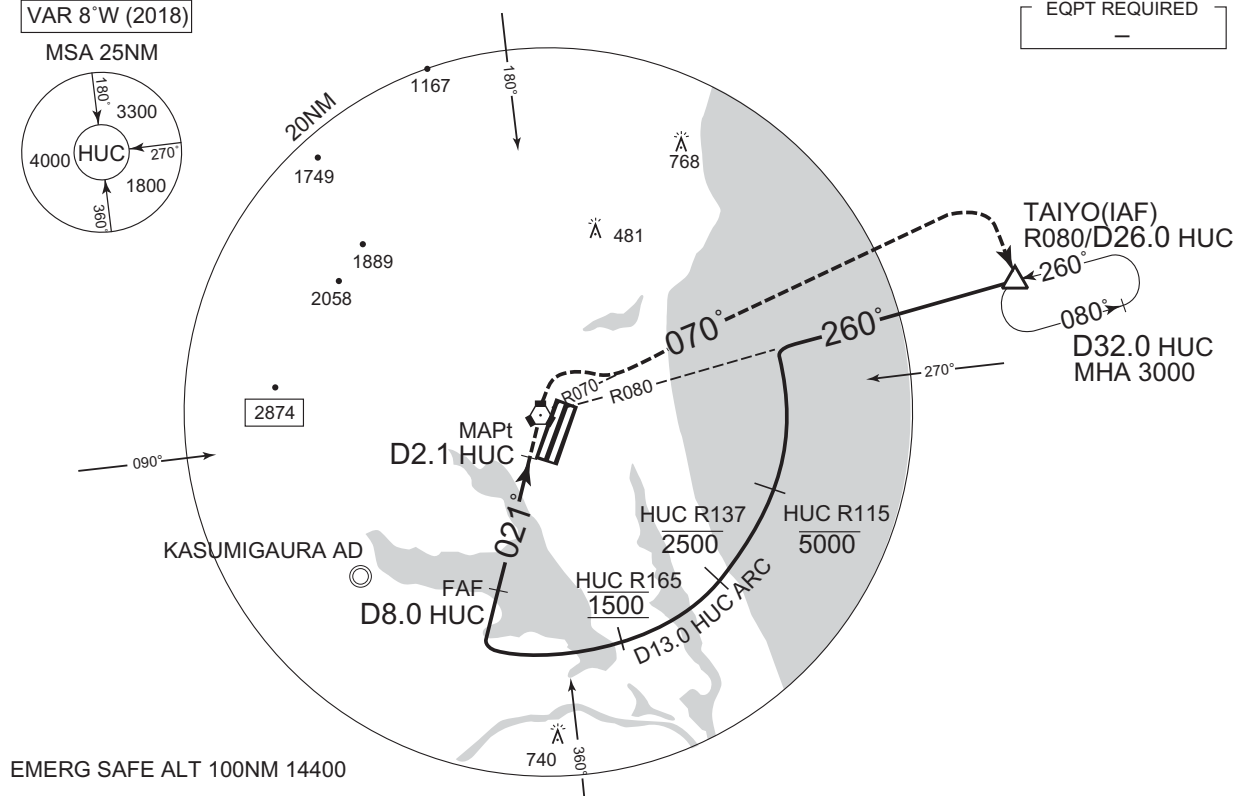 VAR 8°W (2018)
EQPT REQUIRED
–
MSA 25NM
180°
3300
4000
HUC
270°
1800
360°
180°
20NM
1167
1749
768
481
1889
2058
2874
TAIYO(IAF)
R080/D26.0 HUC
260°
080°
D32.0 HUC
MHA 3000
070°
260°
R070
R080
270°
090°
MAPt
D2.1 HUC
021°
HUC R137
2500
HUC R115
5000
KASUMIGAURA AD
FAF
D8.0 HUC
HUC R165
1500
D13.0 HUC ARC
740
360°
EMERG SAFE ALT 100NM 14400